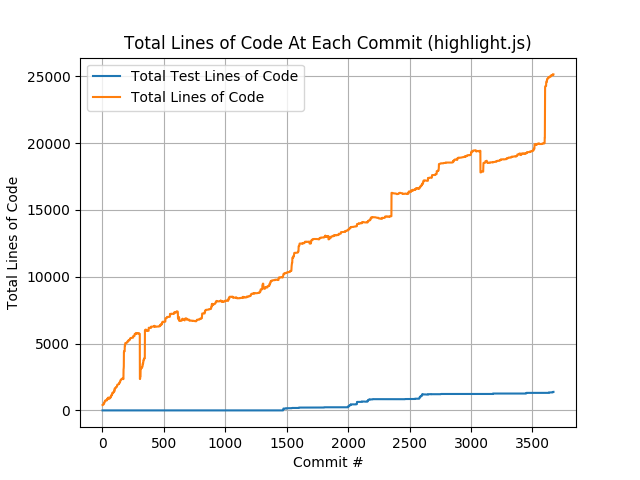 Total Lines of Code At Each Commit (highlight.js)
Total Test Lines of Code
Total Lines of Code
Total Lines of Code
25000
20000
15000
10000
5000
0
0 500 1000 1500 2000 2500 3000 3500
Commit #